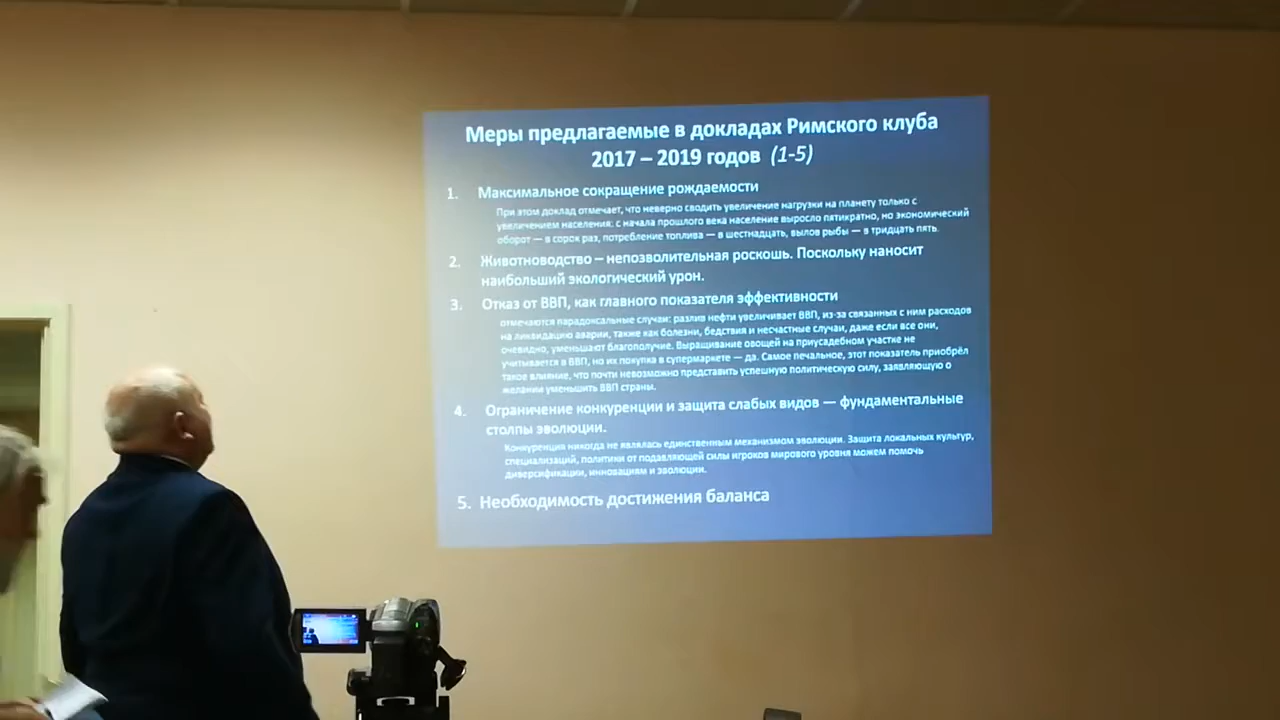 Меры предлагаемые в докладах Римского клуба
2017 – 2019 годов (1-5)
1. Максимальное сокращение рождаемости
При этом доклад отмечает, что неверно сводить увеличение нагрузки на планету только с
увеличением населения: с начала прошлого века население выросло пятикратно, но экономический
оборот — в сорок раз, потребление топлива — в шестнадцать, вылов рыбы — в тридцать пять.
2. Животноводство – непозволительная роскошь. Поскольку наносит
наибольший экологический урон.
3. Отказ от ВВП, как главного показателя эффективности
отмечаются парадоксальные случаи: разлив нефти увеличивает ВВП, из-за связанных с ним расходов
на ликвидацию аварии, также как болезни, бедствия и несчастные случаи, даже если все они,
очевидно, уменьшают благополучие. Выращивание овощей на приусадебном участке не
учитывается в ВВП, но их покупка в супермаркете — да. Самое печальное, этот показатель приобрёл
такое влияние, что почти невозможно представить успешную политическую силу, заявляющую о
желании уменьшить ВВП страны.
4. Ограничение конкуренции и защита слабых видов — фундаментальные
столпы эволюции.
Конкуренция никогда не являлась единственным механизмом эволюции. Защита локальных культур,
специализаций, политики от подавляющей силы игроков мирового уровня можем помочь
диверсификации, инновациям и эволюции.
5. Необходимость достижения баланса